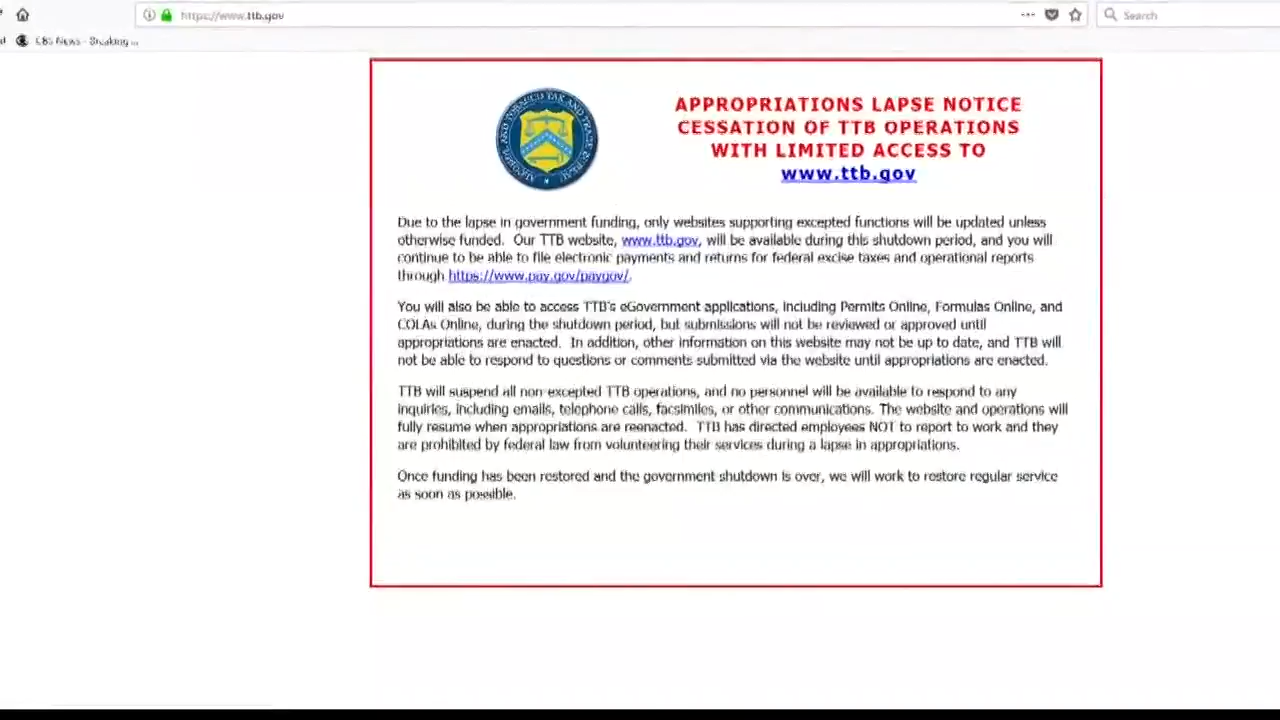 https://www.ttb.gov
Search
CBS News - Breaking ...
ALCOHOL AND TOBACCO TAX AND TRADE BUREAU
APPROPRIATIONS LAPSE NOTICE
CESSATION OF TTB OPERATIONS
WITH LIMITED ACCESS TO
www.ttb.gov
Due to the lapse in government funding, only websites supporting excepted functions will be updated unless
otherwise funded. Our TTB website, www.ttb.gov, will be available during this shutdown period, and you will
continue to be able to file electronic payments and returns for federal excise taxes and operational reports
through https://www.pay.gov/paygov/.
You will also be able to access TTB's eGovernment applications, including Permits Online, Formulas Online, and
COLAs Online, during the shutdown period, but submissions will not be reviewed or approved until
appropriations are enacted. In addition, other information on this website may not be up to date, and TTB will
not be able to respond to questions or comments submitted via the website until appropriations are enacted.
TTB will suspend all non-excepted TTB operations, and no personnel will be available to respond to any
inquiries, including emails, telephone calls, facsimiles, or other communications. The website and operations will
fully resume when appropriations are reenacted. TTB has directed employees NOT to report to work and they
are prohibited by federal law from volunteering their services during a lapse in appropriations.
Once funding has been restored and the government shutdown is over, we will work to restore regular service
as soon as possible.